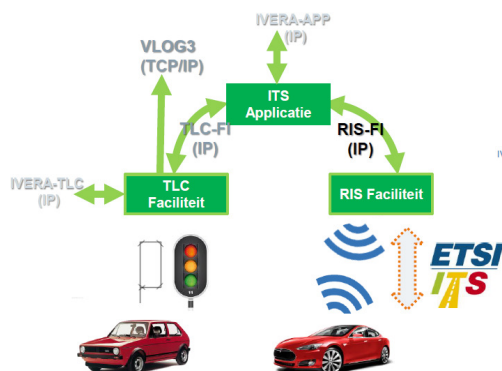 IVERA-APP
(IP)
VLOG3
(TCP/IP)
ITS
Applicatie
TLC-FI
(IP)
RIS-FI
(IP)
IVERA-TLC
(IP)
TLC
Faciliteit
RIS Faciliteit
ETSI
ITS